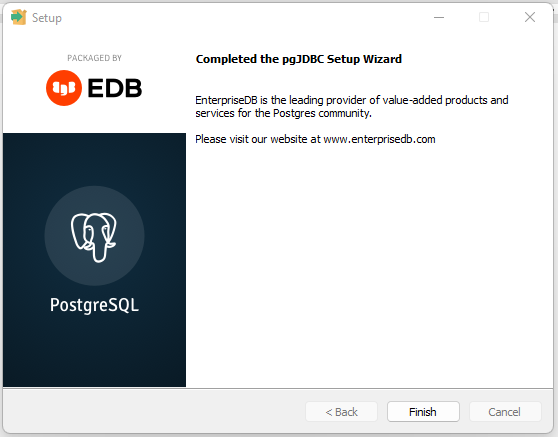 Setup
PACKAGED BY
EDB
Completed the pgJDBC Setup Wizard
EnterpriseDB is the leading provider of value-added products and
services for the Postgres community.
Please visit our website at www.enterprisedb.com
PostgreSQL
< Back
Finish
Cancel